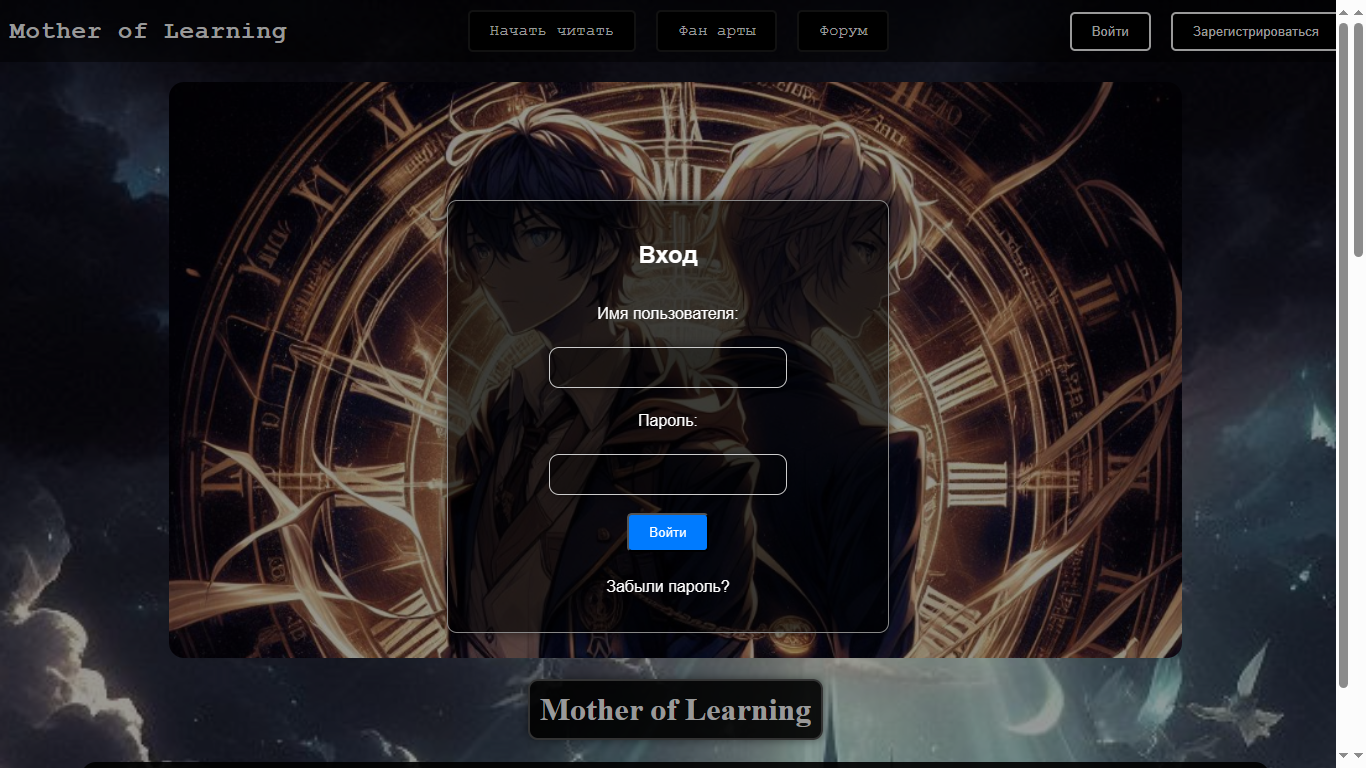 Mother of Learning
Начать читать
Фан арты
Форум
Войти
Зарегистрироваться
Вход
Имя пользователя:
Пароль:
Войти
Забыли пароль?
Mother of Learning